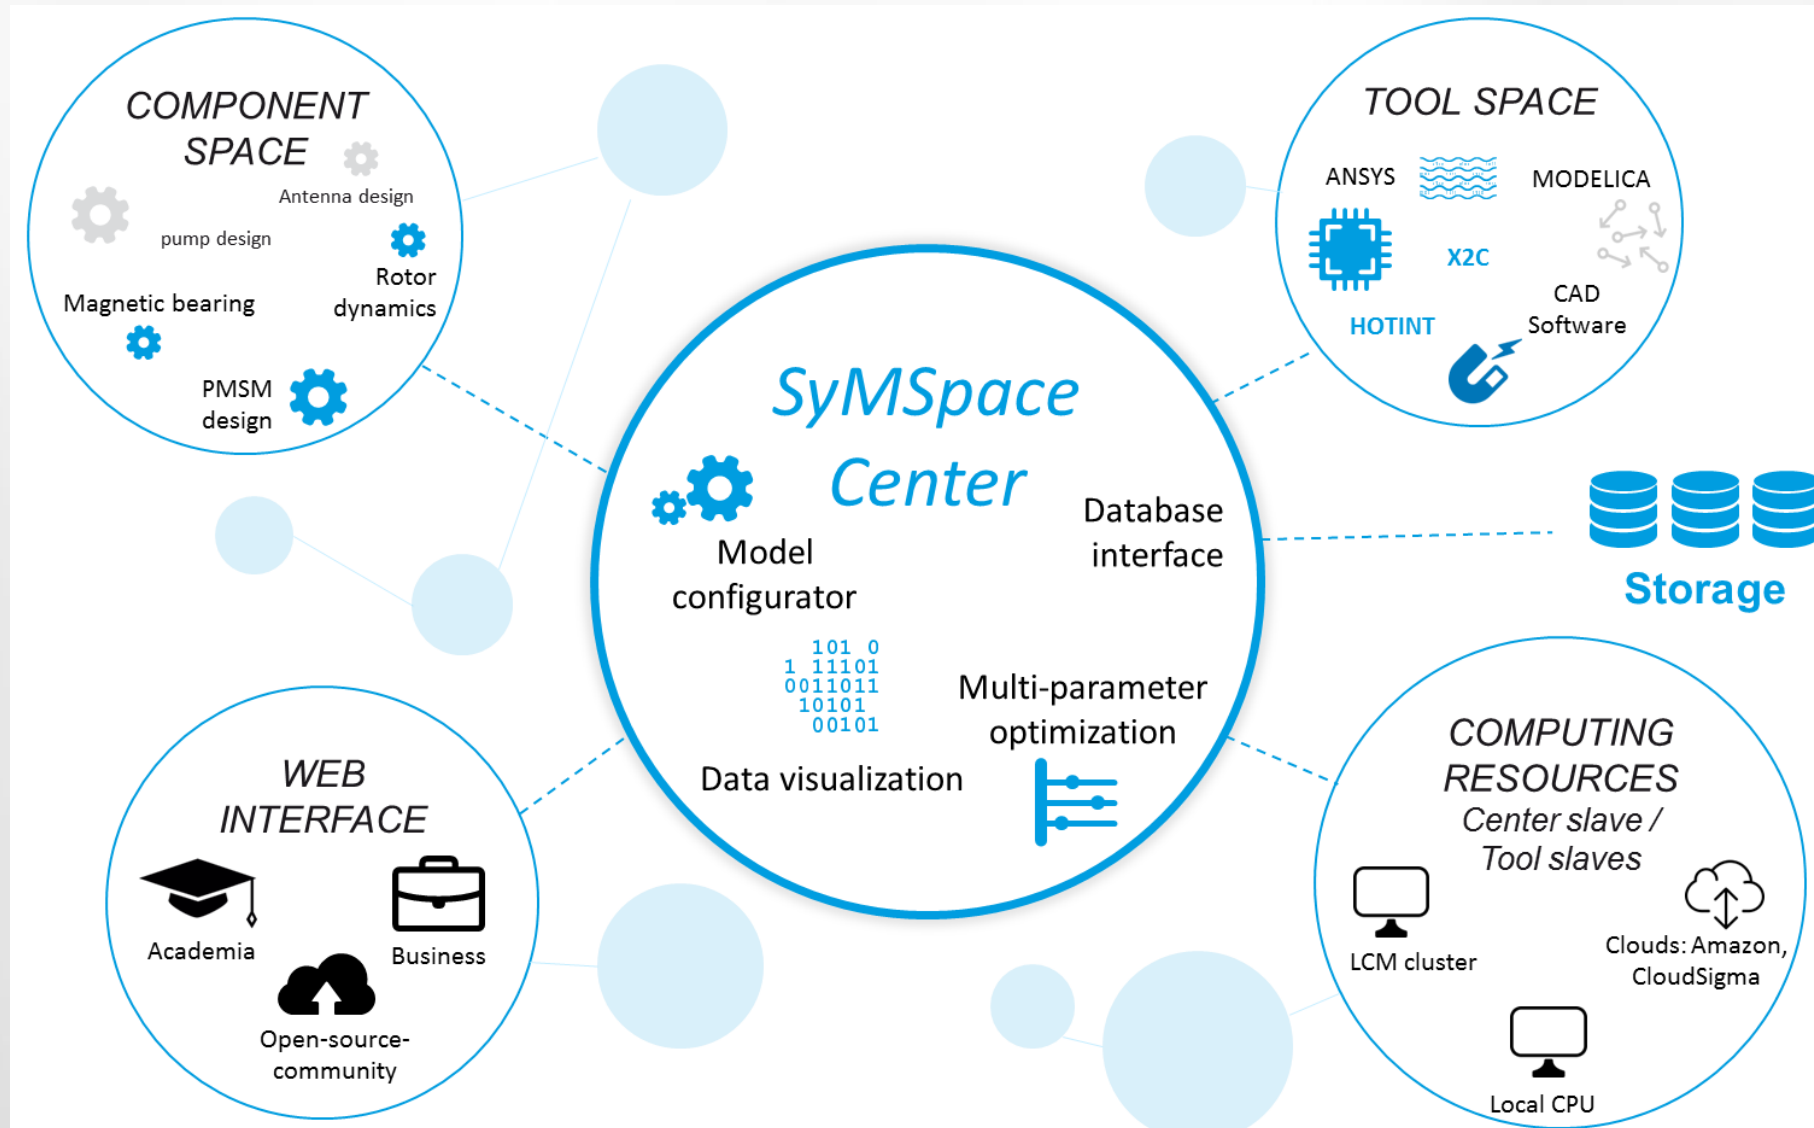 COMPONENT
SPACE
Antenna design
pump design
Rotor
dynamics
Magnetic bearing
PMSM
design
TOOL SPACE
ANSYS
MODELICA
X2C
CAD
Software
HOTINT
SyMSpace
Center
Model
configurator
Database
interface
101 0
1 11101
0011011
10101
00101
Multi-parameter
optimization
Data visualization
Storage
WEB
INTERFACE
Academia
Business
Open-source-
community
COMPUTING
RESOURCES
Center slave /
Tool slaves
LCM cluster
Clouds: Amazon,
CloudSigma
Local CPU